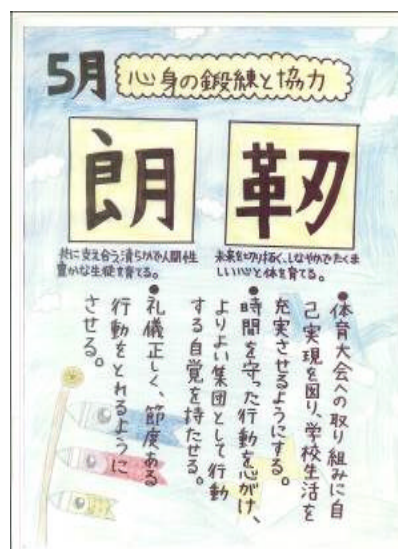 5月
心身の鍛練と協力
朗
靭
共に支え合う、清らかで人間性
豊かな生徒を育てる。
未来を切り拓く、しなやかでたくま
しい心と体を育てる。
●体育大会への取り組みに自
己実現を図り、学校生活を
充実させるようにする。
●時間を守った行動を心がけ、
よりよい集団として行動
する自覚を持たせる。
●礼儀正しく、節度ある
行動をとれるように
させる。